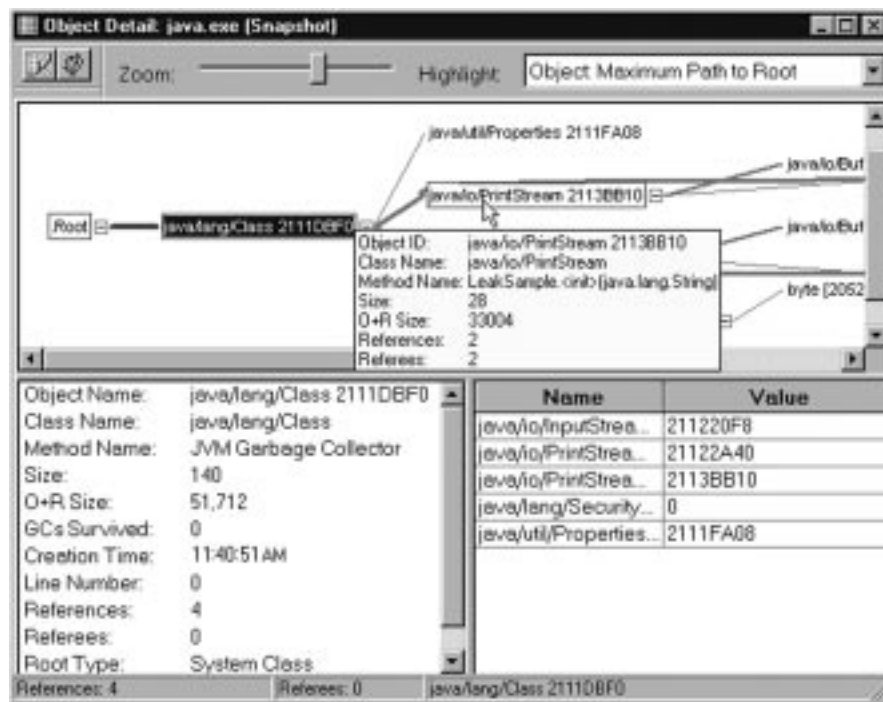 Object Detail: java.exe (Snapshot)
Zoom:
Highlight:
Object: Maximum Path to Root
java/util/Properties 2111FA08
java/io/Buf
java/io/PrintStream 2113BB10
.Root.
java/lang/Class 2111DBF0
java/io/Buf
Object ID: java/io/PrintStream 2113BB10
Class Name: java/io/PrintStream
Method Name: LeakSample.<init>(java.lang.String)
Size: 28
O+R Size: 33004
References: 2
Referees: 2
byte [2052
Object Name: java/lang/Class 2111DBF0
Class Name: java/lang/Class
Method Name: JVM Garbage Collector
Size: 140
O+R Size: 51,712
GCs Survived: 0
Creation Time: 11:40:51 AM
Line Number: 0
References: 4
Referees: 0
Root Type: System Class
Name Value
java/io/InputStrea... 211220F8
java/io/PrintStrea... 21122A40
java/io/PrintStrea... 2113BB10
java/lang/Security... 0
java/util/Properties... 2111FA08
References: 4
Referees: 0
java/lang/Class 2111DBF0